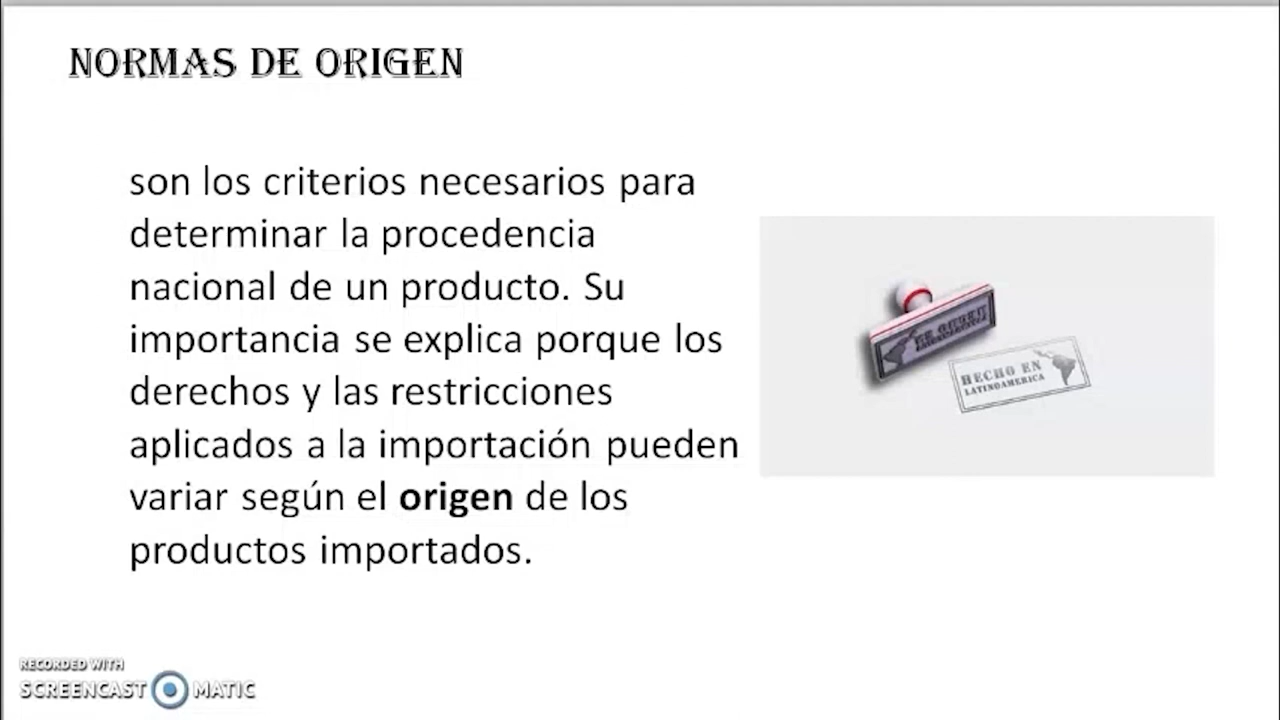 NORMAS DE ORIGEN
son los criterios necesarios para
determinar la procedencia
nacional de un producto. Su
importancia se explica porque los
derechos y las restricciones
aplicados a la importación pueden
variar según el origen de los
productos importados.
HECHO EN
LATINOAMERICA
RECORDED WITH
SCREENCAST MATIC